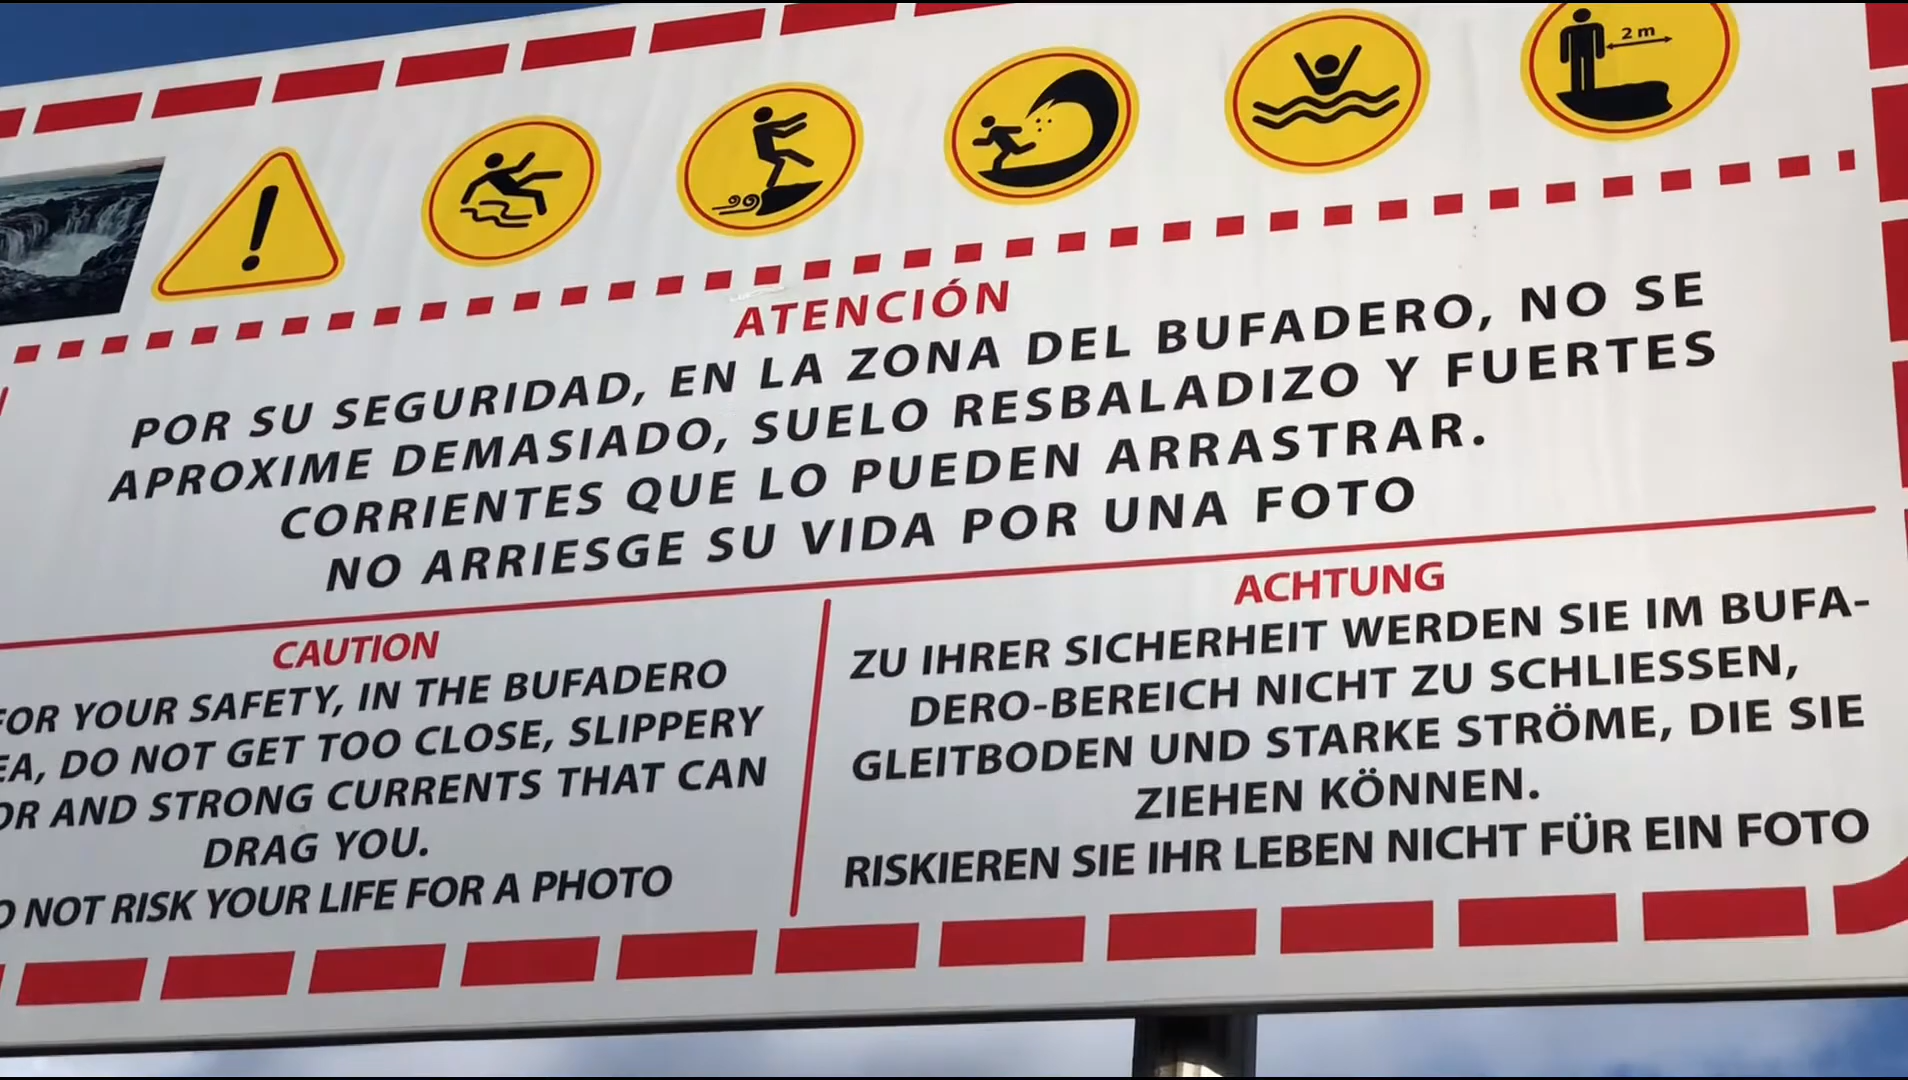 2 m
ATENCIÓN
POR SU SEGURIDAD, EN LA ZONA DEL BUFADERO, NO SE
APROXIME DEMASIADO, SUELO RESBALADIZO Y FUERTES
CORRIENTES QUE LO PUEDEN ARRASTRAR.
NO ARRIESGE SU VIDA POR UNA FOTO
CAUTION
FOR YOUR SAFETY, IN THE BUFADERO
EA, DO NOT GET TOO CLOSE, SLIPPERY
OR AND STRONG CURRENTS THAT CAN
DRAG YOU.
O NOT RISK YOUR LIFE FOR A PHOTO
ACHTUNG
ZU IHRER SICHERHEIT WERDEN SIE IM BUFA-
DERO-BEREICH NICHT ZU SCHLIESSEN,
GLEITBODEN UND STARKE STRÖME, DIE SIE
ZIEHEN KÖNNEN.
RISKIEREN SIE IHR LEBEN NICHT FÜR EIN FOTO